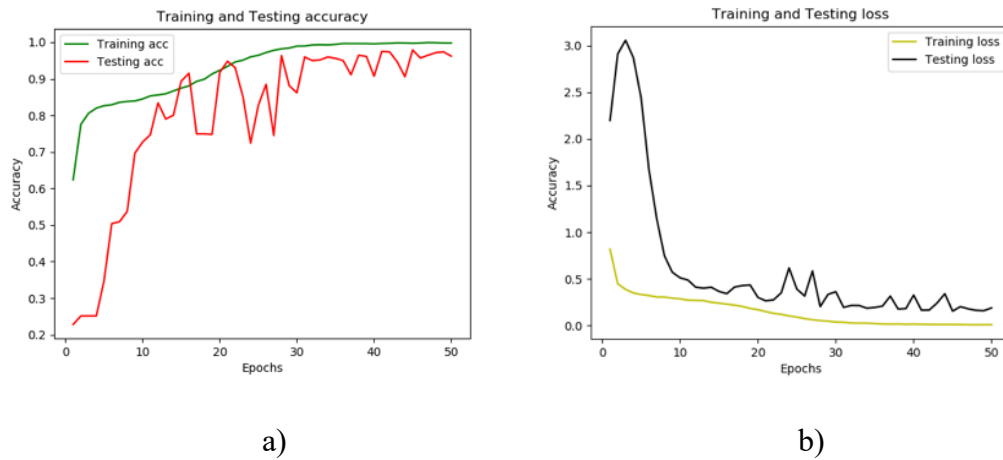 Training and Testing accuracy
Training acc
Testing acc
Accuracy
1.0
0.9
0.8
0.7
0.6
0.5
0.4
0.3
0.2
0 10 20 30 40 50
Epochs
a)
Training and Testing loss
Training loss
Testing loss
Accuracy
3.0
2.5
2.0
1.5
1.0
0.5
0.0
0 10 20 30 40 50
Epochs
b)